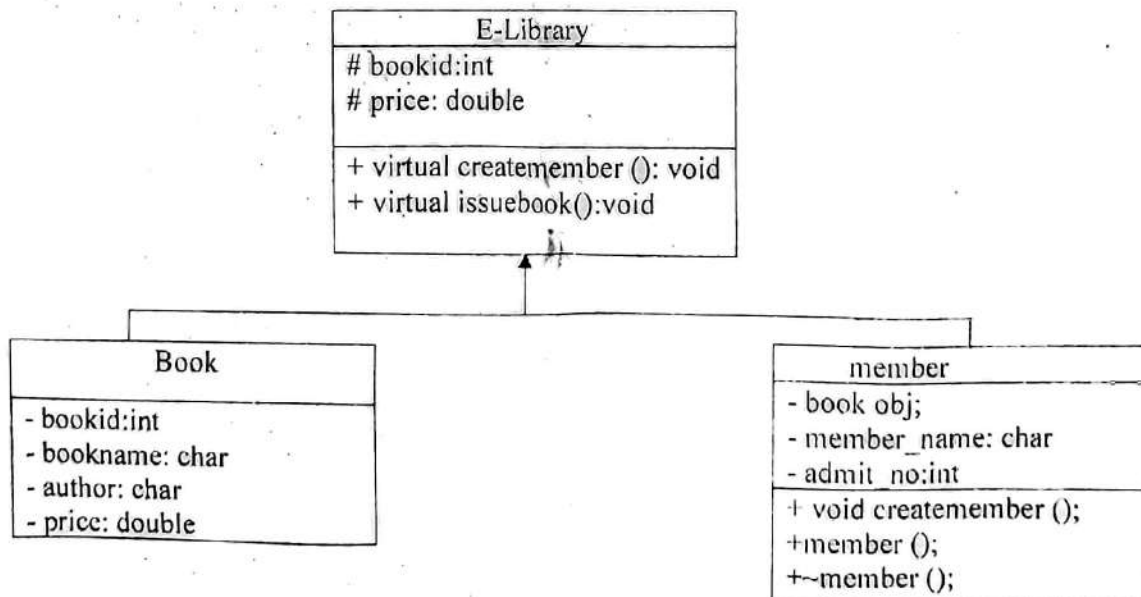 E-Library
# bookid:int
# price: double
+ virtual createmember (): void
+ virtual issuebook():void
Book
- bookid:int
- bookname: char
- author: char
- price: double
member
- book obj;
- member_name: char
- admit_no:int
+ void createmember ();
+member ();
+~member ();